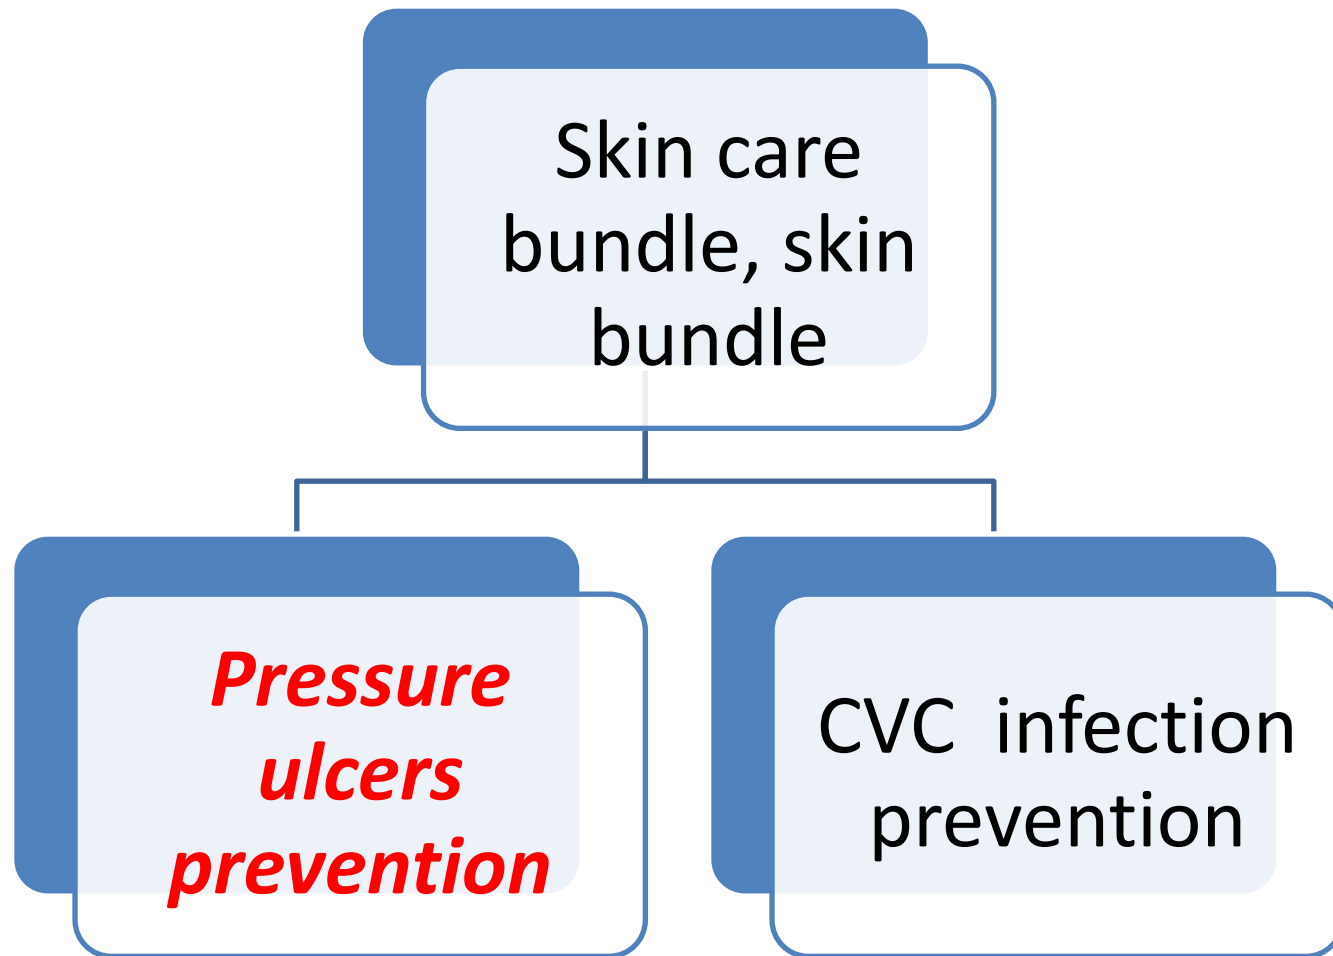 Skin care
bundle, skin
bundle
Pressure
ulcers
prevention
CVC  infection
prevention